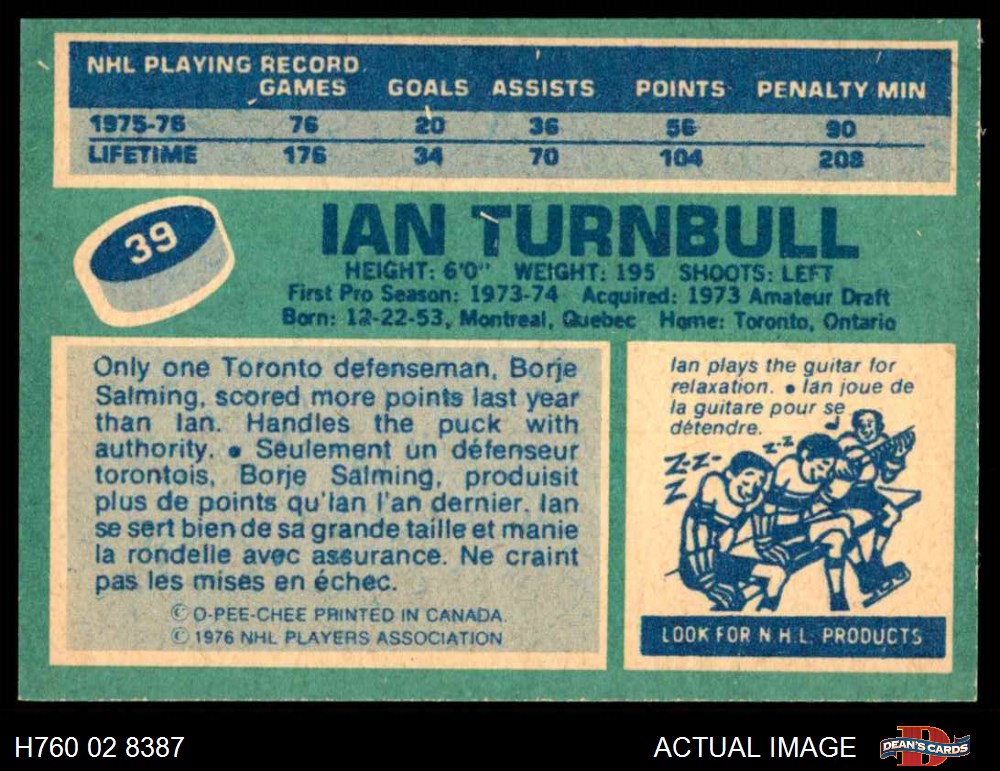 NHL PLAYING RECORD
GAMES GOALS ASSISTS POINTS PENALTY MIN
1975-76 76 20 36 56 90
LIFETIME 176 34 70 104 208
39
IAN TURNBULL
HEIGHT: 6'0" WEIGHT: 195 SHOOTS: LEFT
First Pro Season: 1973-74 Acquired: 1973 Amateur Draft
Born: 12-22-53, Montreal, Quebec Home: Toronto, Ontario
Only one Toronto defenseman, Borje
Salming, scored more points last year
than Ian. Handles the puck with
authority. • Seulement un défenseur
torontois, Borje Salming, produisit
plus de points qu'Ian l'an dernier. Ian
se sert bien de sa grande taille et manie
la rondelle avec assurance. Ne craint
pas les mises en échec.
© O-PEE-CHEE PRINTED IN CANADA.
© 1976 NHL PLAYERS ASSOCIATION
Ian plays the guitar for
relaxation. • Ian joue de
la guitare pour se
détendre.
Z-Z-
Z
Z
Z-Z
LOOK FOR N.H.L. PRODUCTS
H760 02 8387
ACTUAL IMAGE
D
DEAN'S CARDS